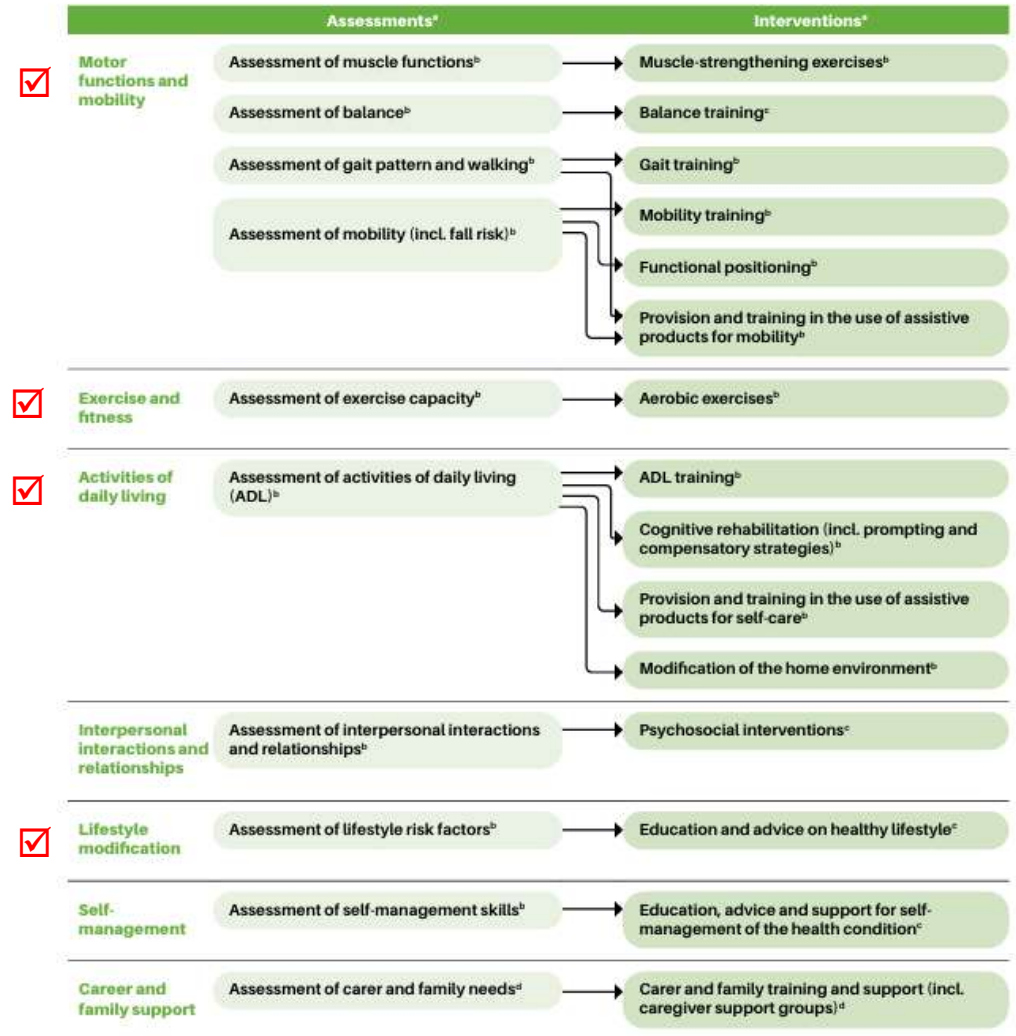 Assessmentsᵃ Interventionsᵃ
Motor functions and mobility
Assessment of muscle functionsᵇ
Muscle-strengthening exercisesᵇ
Assessment of balanceᵇ
Balance trainingᶜ
Assessment of gait pattern and walkingᵇ
Gait trainingᵇ
Assessment of mobility (incl. fall risk)ᵇ
Mobility trainingᵇ
Functional positioningᵇ
Provision and training in the use of assistive
products for mobilityᵇ
Exercise and
fitness
Assessment of exercise capacityᵇ
Aerobic exercisesᵇ
Activities of
daily living
Assessment of activities of daily living
(ADL)ᵇ
ADL trainingᵇ
Cognitive rehabilitation (incl. prompting and
compensatory strategies)ᵇ
Provision and training in the use of assistive
products for self-careᵇ
Modification of the home environmentᵇ
Interpersonal
interactions and
relationships
Assessment of interpersonal interactions
and relationshipsᵇ
Psychosocial interventionsᶜ
Lifestyle
modification
Assessment of lifestyle risk factorsᵇ
Education and advice on healthy lifestyleᶜ
Self-
management
Assessment of self-management skillsᵇ
Education, advice and support for self-
management of the health conditionᶜ
Career and
family support
Assessment of carer and family needsᵈ
Carer and family training and support (incl.
caregiver support groups)ᵈ